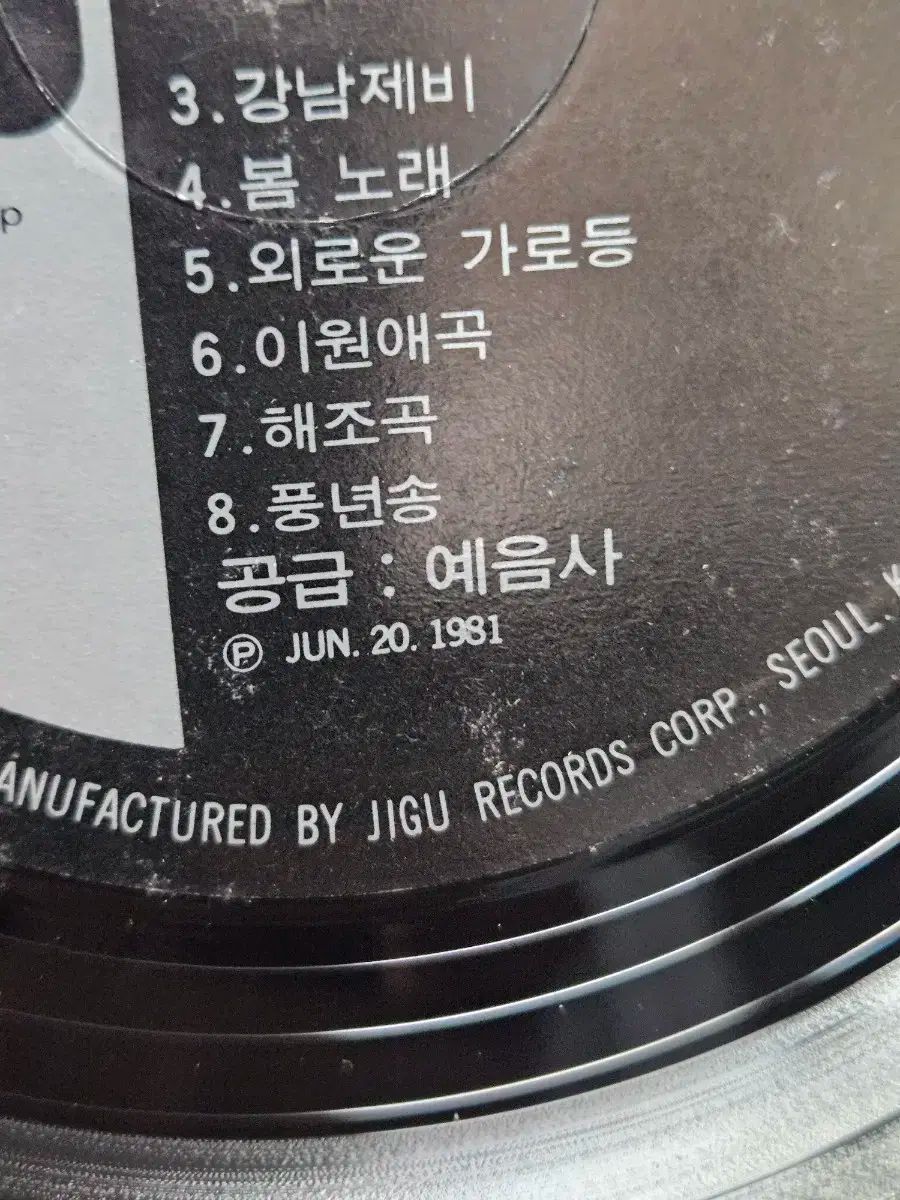 3.강남제비
4.봄 노래
p
5.외로운 가로등
6.이원애곡
7.해조곡
8.풍년송
공급 : 예음사
Ⓟ JUN. 20. 1981
ANUFACTURED BY JIGU RECORDS CORP., SEOUL. K